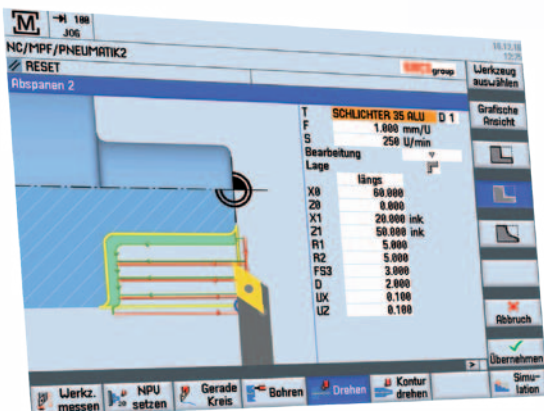 M
100
JOG
NC/MPF/PNEUMATIK2
RESET
group
Abspanen 2
T SCHLICHTER 35 ALU D 1
F 1.000 mm/U
S 250 U/min
Bearbeitung ▽
Lage
längs
X0 60.000
Z0 0.000
X1 20.000 ink
Z1 50.000 ink
R1 5.000
R2 5.000
FS3 3.000
D 2.000
UX 0.100
UZ 0.100
Werkzeug
auswählen
Grafische
Ansicht
Abbruch
Übernehmen
Simu-
lation
>
Werkz.
messen
NPV
setzen
Gerade
Kreis
Bohren
Drehen
Kontur
drehen